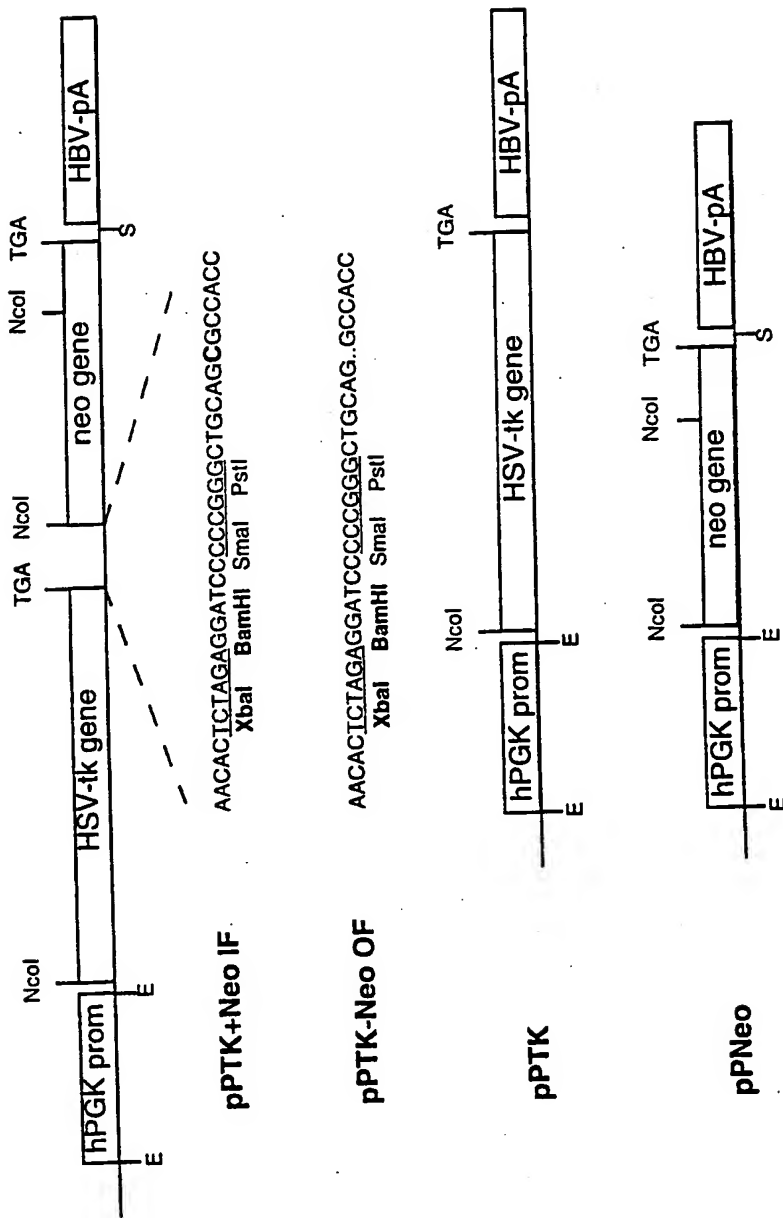 NcoI TGA NcoI NcoI TGA
hPGK prom HSV-tk gene neo gene HBV-pA
E E S
pPTK+Neo IF AACACTCTAGAGGATCCCCCGGGCTGCAGCGCCACC
XbaI BamHI SmaI PstI
pPTK-Neo OF AACACTCTAGAGGATCCCCCGGGCTGCAG..GCCACC
XbaI BamHI SmaI PstI
NcoI TGA
pPTK hPGK prom HSV-tk gene HBV-pA
E E
NcoI NcoI TGA
pPNeo hPGK prom neo gene HBV-pA
E E S